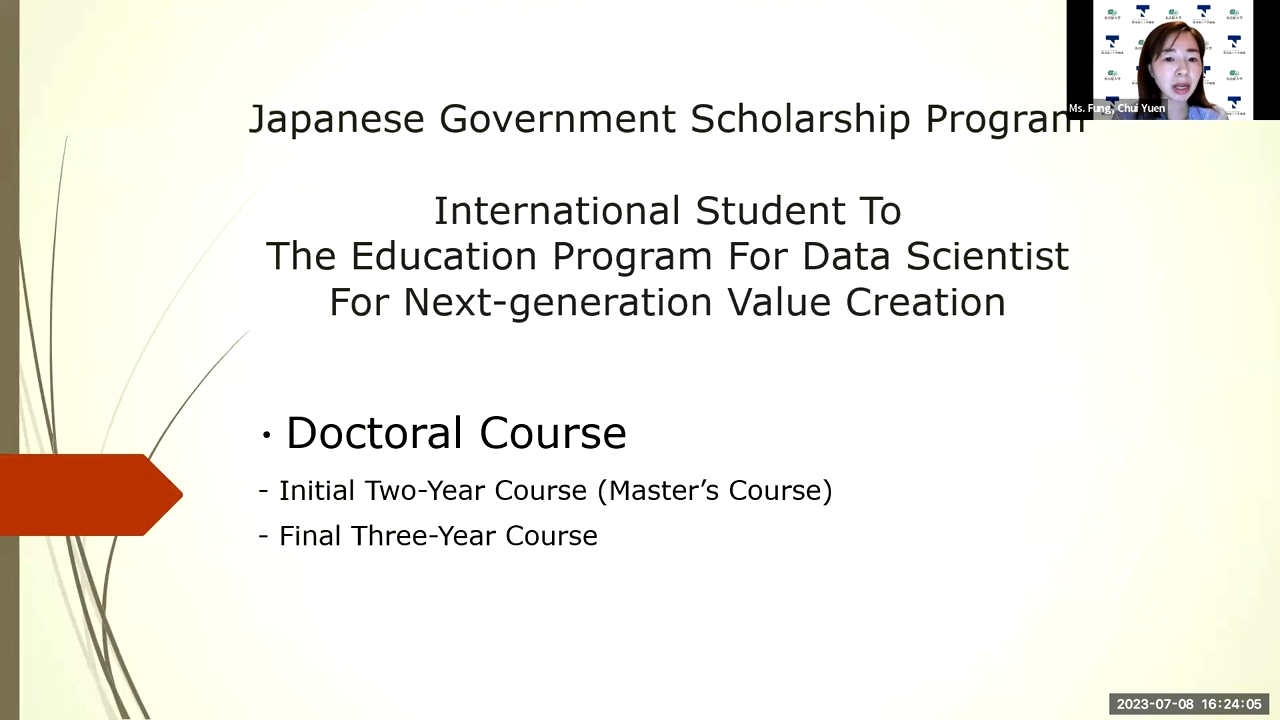 Japanese Government Scholarship Program
International Student To
The Education Program For Data Scientist
For Next-generation Value Creation
Ms. Fung, Chui Yuen
· Doctoral Course
- Initial Two-Year Course (Master’s Course)
- Final Three-Year Course
2023-07-08 16:24:05